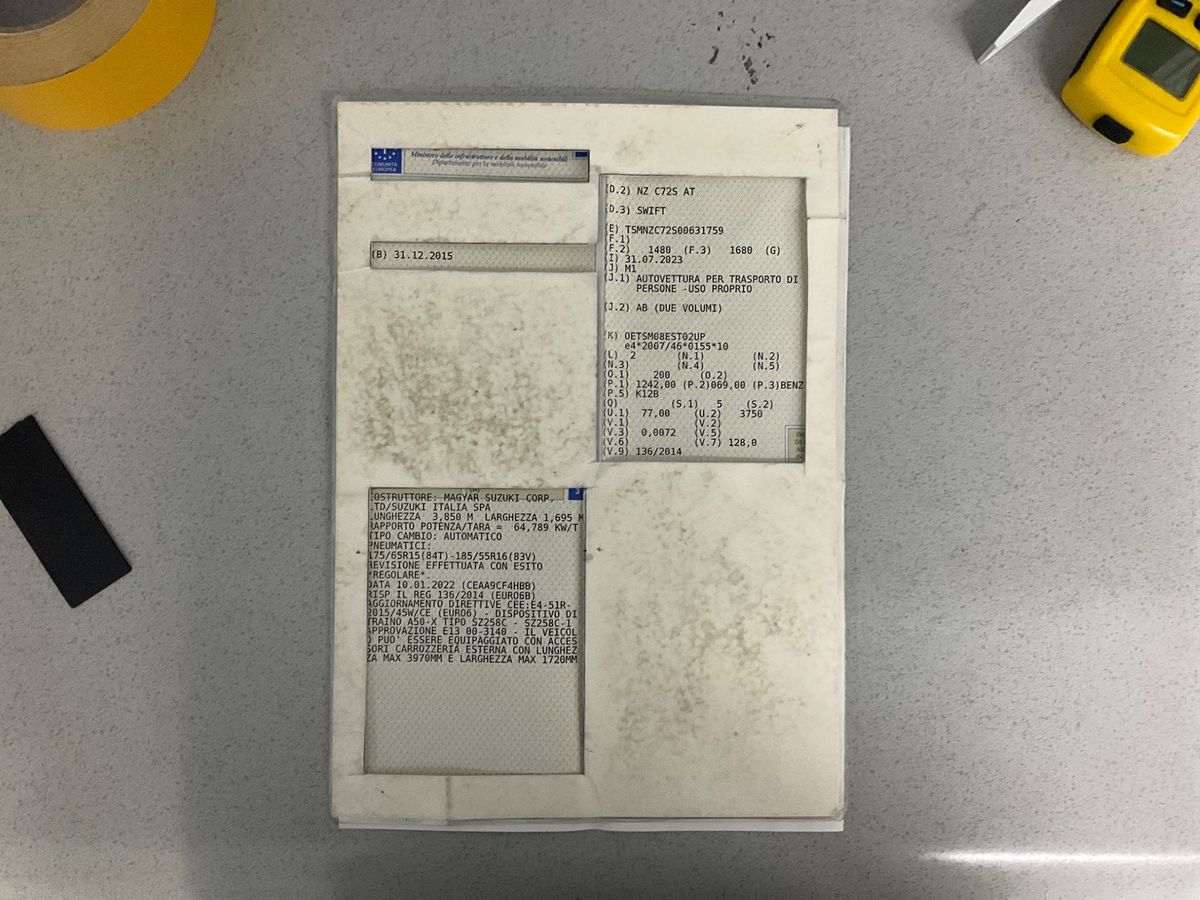 COMUNITÀ
EUROPEA
Ministero delle infrastrutture e della mobilità sostenibili
Dipartimento per la mobilità sostenibile
(B) 31.12.2015
(D.2) NZ C72S AT
(D.3) SWIFT
(E) TSMNZC72S00631759
(F.1)
(F.2) 1480 (F.3) 1680 (G)
(I) 31.07.2023
(J) M1
(J.1) AUTOVETTURA PER TRASPORTO DI
PERSONE -USO PROPRIO
(J.2) AB (DUE VOLUMI)
(K) OETSM08EST02UP
e4*2007/46*0155*10
(L) 2 (N.1) (N.2)
(N.3) (N.4) (N.5)
(O.1) 200 (O.2)
(P.1) 1242,00 (P.2)069,00 (P.3)BENZ
(P.5) K12B
(Q) (S.1) 5 (S.2)
(U.1) 77,00 (U.2) 3750
(V.1) (V.2)
(V.3) 0,0072 (V.5)
(V.6) (V.7) 128,0
(V.9) 136/2014
3
OSTRUTTORE: MAGYAR SUZUKI CORP.
TD/SUZUKI ITALIA SPA
UNGHEZZA 3,850 M LARGHEZZA 1,695 M
RAPPORTO POTENZA/TARA = 64,789 KW/T
TIPO CAMBIO: AUTOMATICO
PNEUMATICI:
175/65R15(84T)-185/55R16(83V)
REVISIONE EFFETTUATA CON ESITO
*REGOLARE*.
DATA 10.01.2022 (CEAA9CF4HBB)
RISP IL REG 136/2014 (EURO6B)
AGGIORNAMENTO DIRETTIVE CEE:E4-51R-
2015/45W/CE (EURO6) - DISPOSITIVO DI
TRAINO A50-X TIPO SZ258C - SZ258C-1
APPROVAZIONE E13 00-3140 - IL VEICOL
O PUO' ESSERE EQUIPAGGIATO CON ACCES
SORI CARROZZERIA ESTERNA CON LUNGHEZ
ZA MAX 3970MM E LARGHEZZA MAX 1720MM